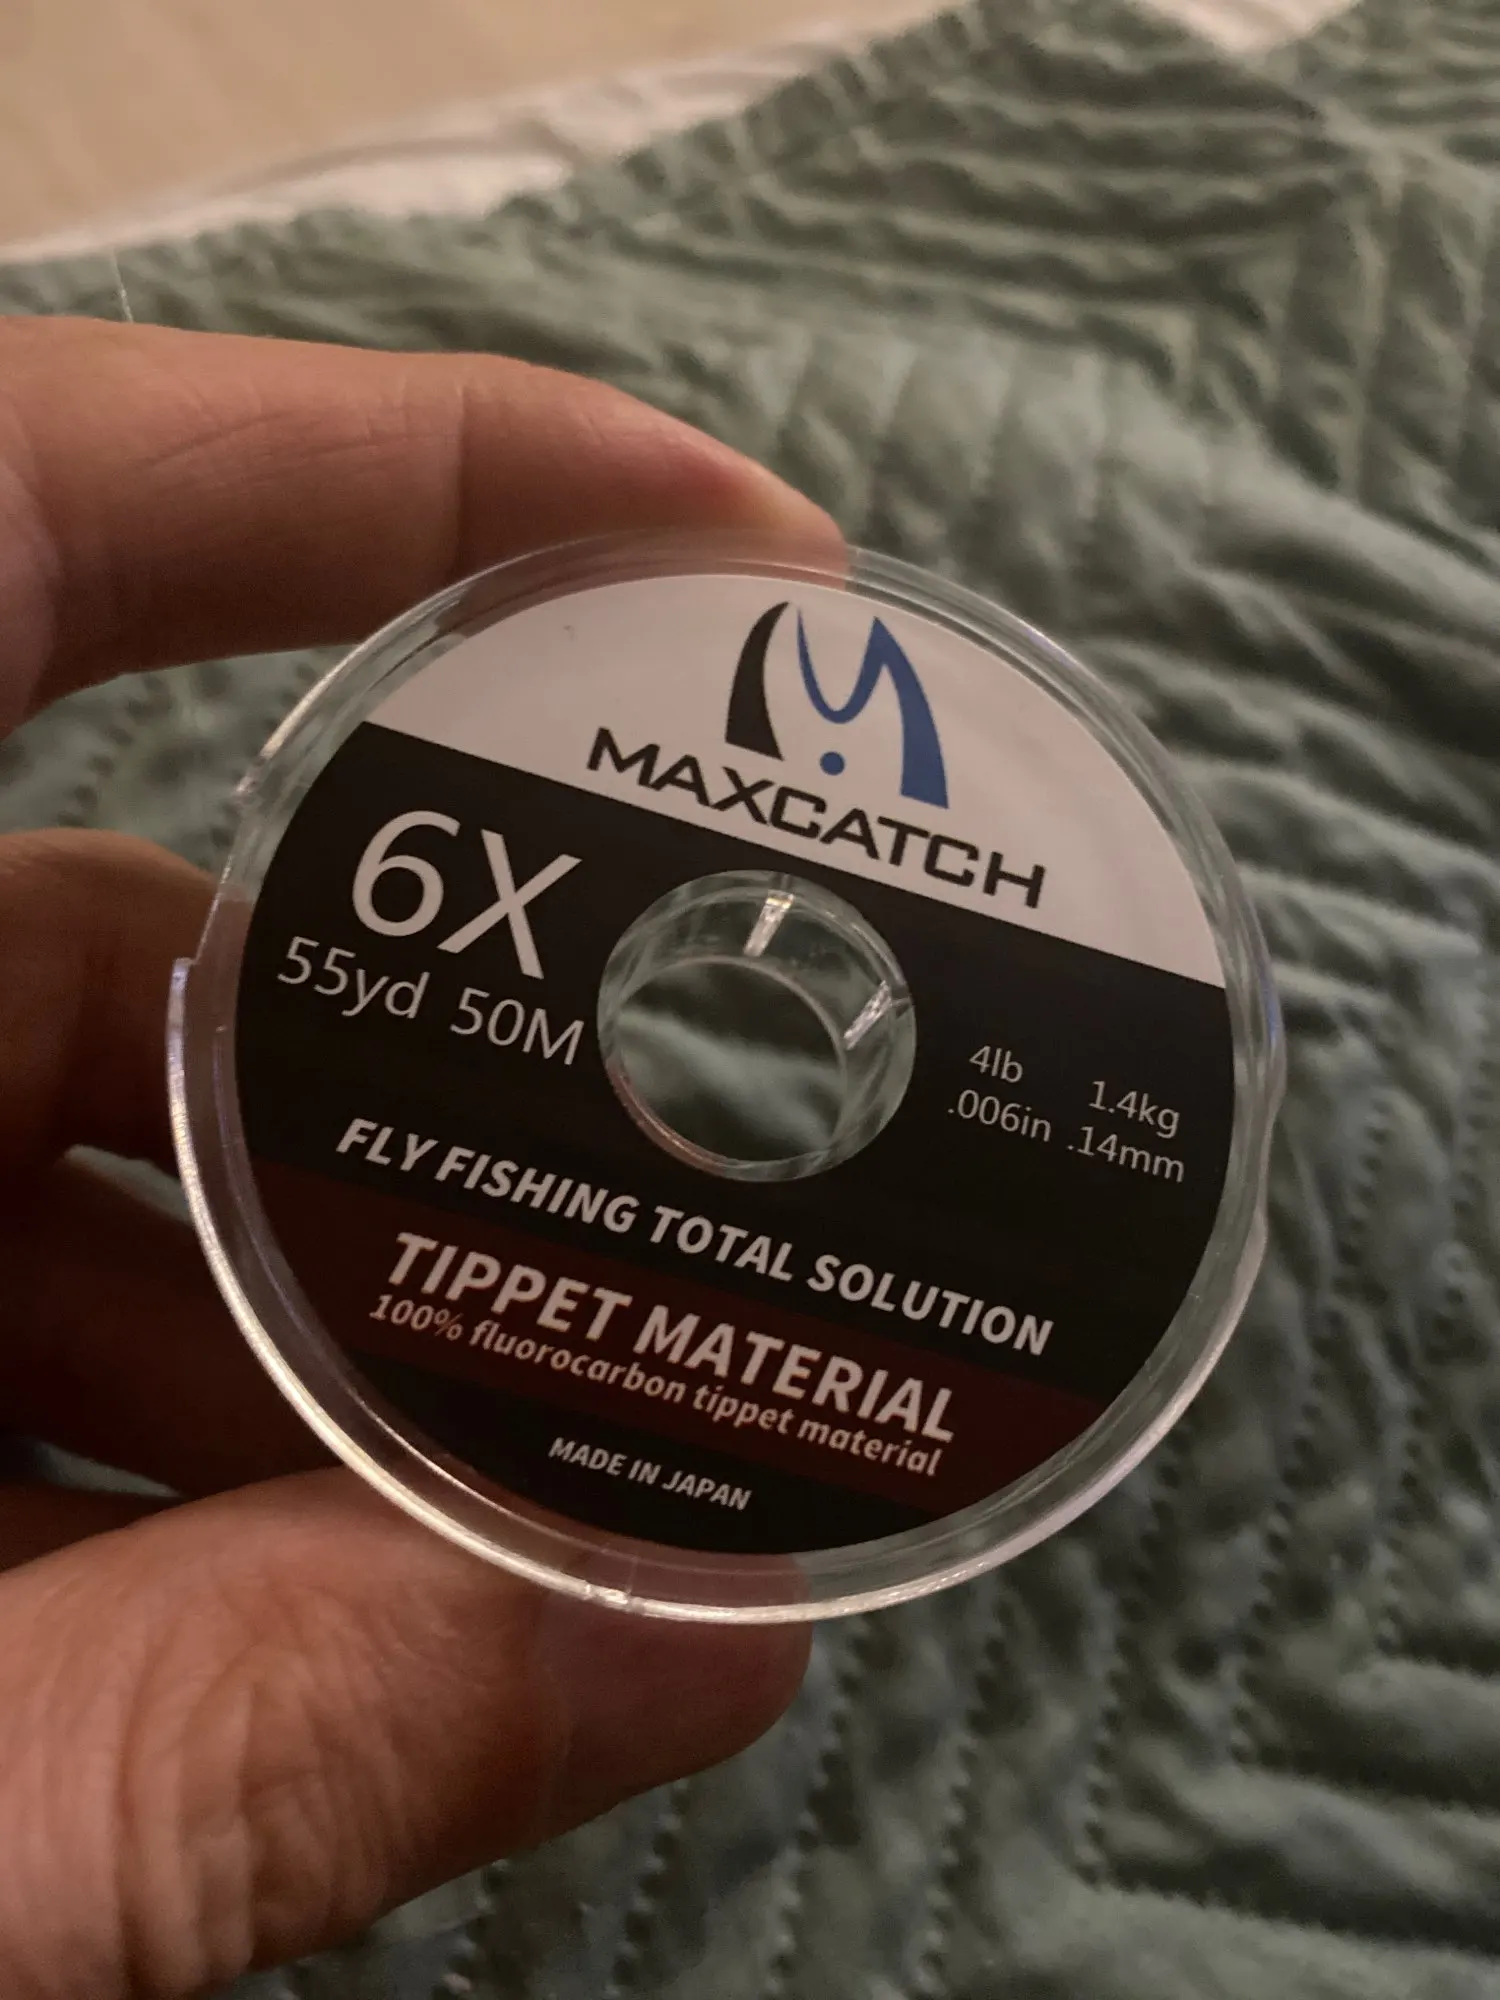 MAXCATCH
6X
55yd 50M
4lb 1.4kg
.006in .14mm
FLY FISHING TOTAL SOLUTION
TIPPET MATERIAL
100% fluorocarbon tippet material
MADE IN JAPAN